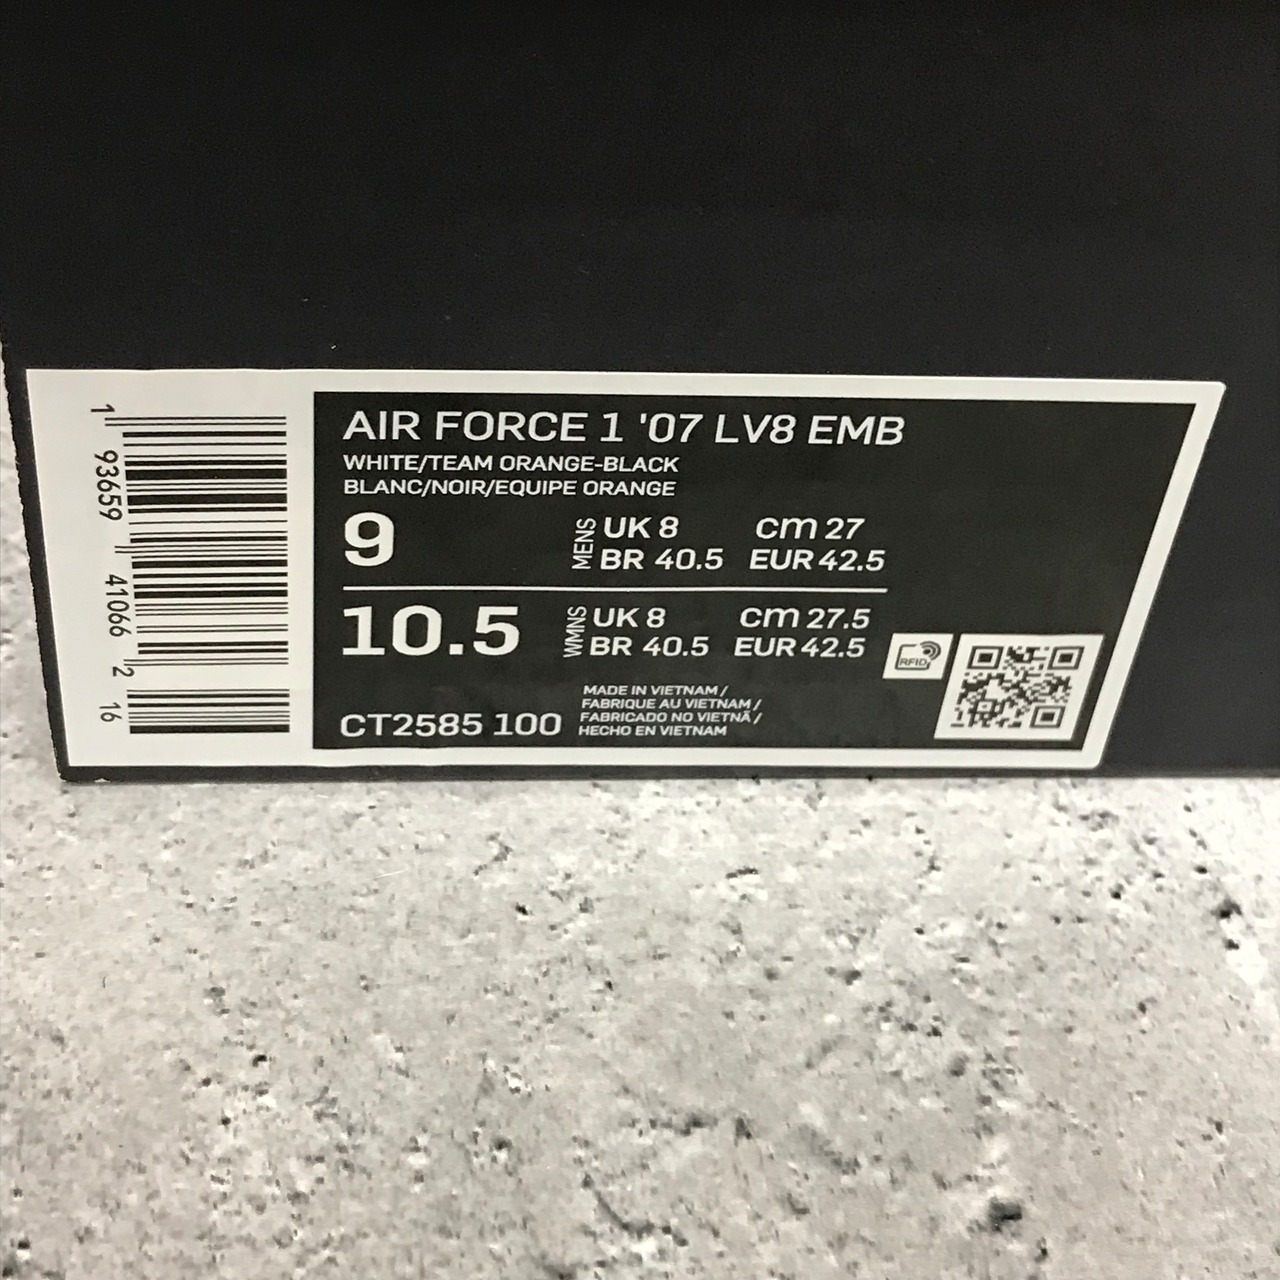 AIR FORCE 1 '07 LV8 EMB
WHITE/TEAM ORANGE-BLACK
BLANC/NOIR/EQUIPE ORANGE
9 MENS UK 8 cm 27
BR 40.5 EUR 42.5
10.5 WMNS UK 8 cm 27.5
BR 40.5 EUR 42.5
RFID
CT2585 100
MADE IN VIETNAM /
FABRIQUE AU VIETNAM /
FABRICADO NO VIETNÃ /
HECHO EN VIETNAM
1 93659 41066 2 16